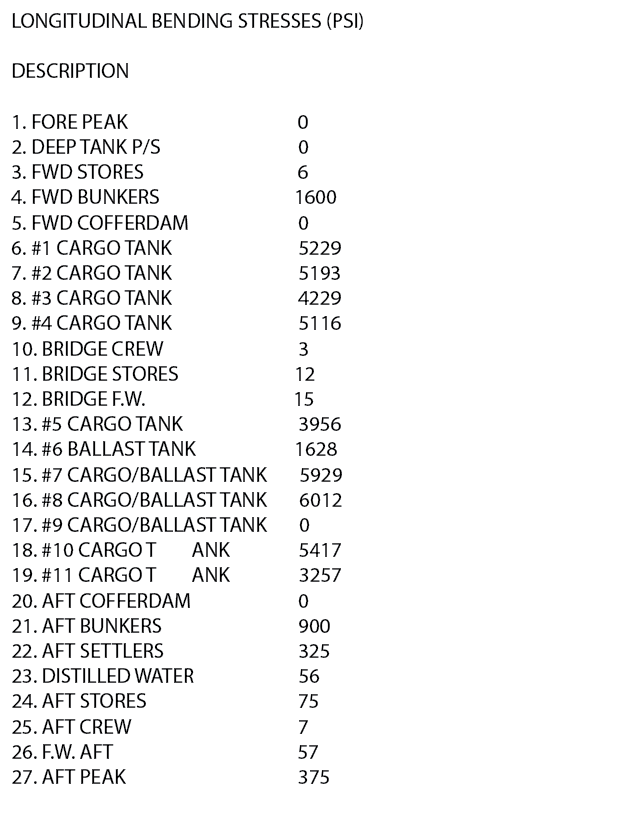 LONGITUDINAL BENDING STRESSES (PSI)
DESCRIPTION
1. FORE PEAK 0
2. DEEP TANK P/S 0
3. FWD STORES 6
4. FWD BUNKERS 1600
5. FWD COFFERDAM 0
6. #1 CARGO TANK 5229
7. #2 CARGO TANK 5193
8. #3 CARGO TANK 4229
9. #4 CARGO TANK 5116
10. BRIDGE CREW 3
11. BRIDGE STORES 12
12. BRIDGE F.W. 15
13. #5 CARGO TANK 3956
14. #6 BALLAST TANK 1628
15. #7 CARGO/BALLAST TANK 5929
16. #8 CARGO/BALLAST TANK 6012
17. #9 CARGO/BALLAST TANK 0
18. #10 CARGO T ANK 5417
19. #11 CARGO T ANK 3257
20. AFT COFFERDAM 0
21. AFT BUNKERS 900
22. AFT SETTLERS 325
23. DISTILLED WATER 56
24. AFT STORES 75
25. AFT CREW 7
26. F.W. AFT 57
27. AFT PEAK 375